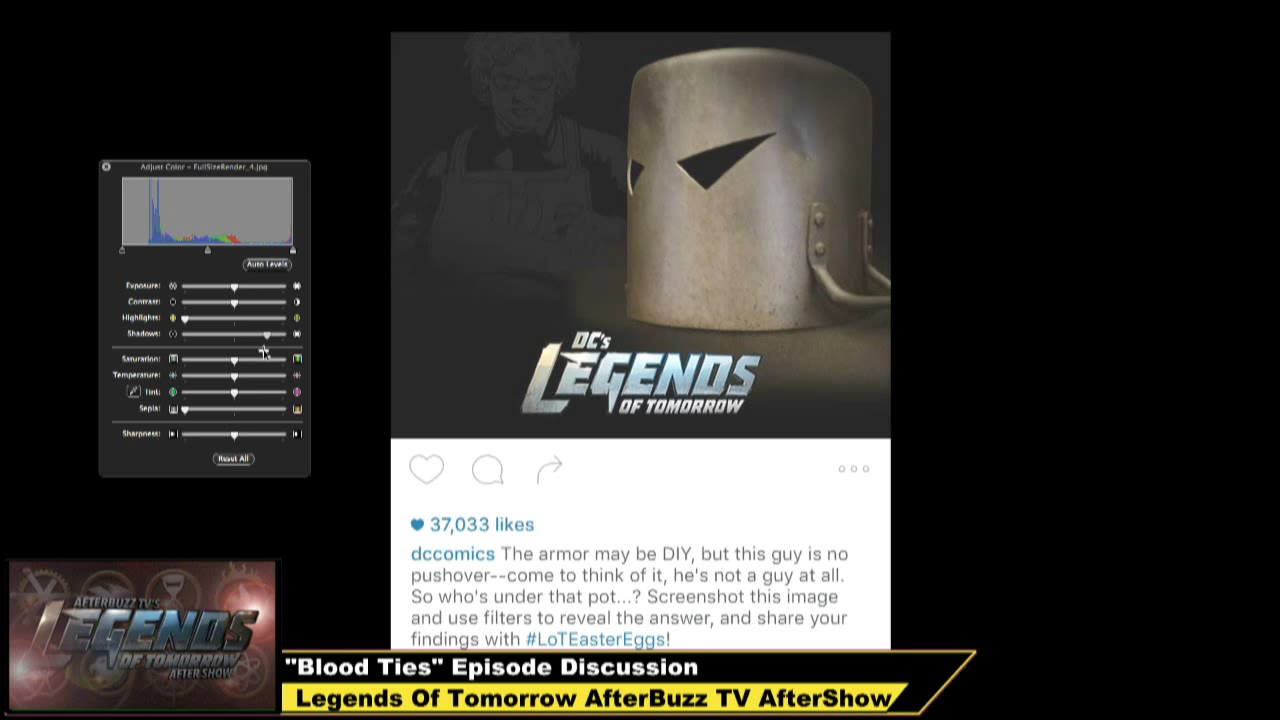 Adjust Color - FullSizeRender_4.jpg
Auto Levels
Exposure:
Contrast:
Highlights:
Shadows:
Saturation:
Temperature:
Tint:
Sepia:
Sharpness:
Reset All
DC's
LEGENDS
OF TOMORROW
37,033 likes
dccomics The armor may be DIY, but this guy is no
pushover--come to think of it, he's not a guy at all.
So who's under that pot...? Screenshot this image
and use filters to reveal the answer, and share your
findings with #LoTEasterEggs!
AFTERBUZZ TV'S
LEGENDS
OF TOMORROW
AFTER SHOW
"Blood Ties" Episode Discussion
Legends Of Tomorrow AfterBuzz TV AfterShow